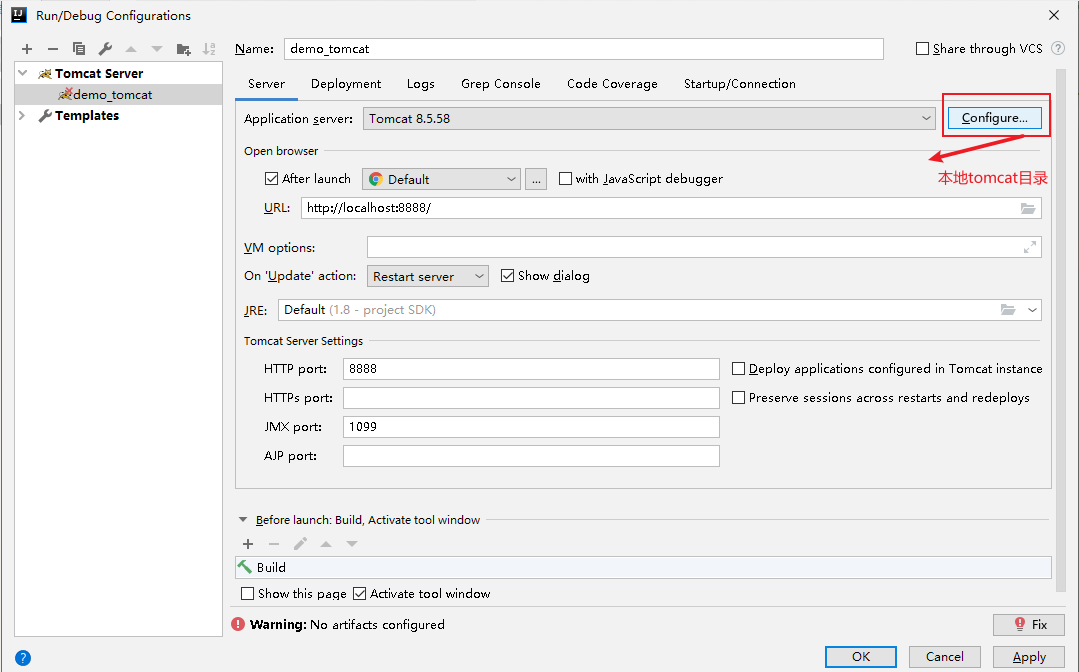 Run/Debug Configurations
Name: demo_tomcat
Share through VCS
Tomcat Server
demo_tomcat
Templates
Server Deployment Logs Grep Console Code Coverage Startup/Connection
Application server: Tomcat 8.5.58 Configure...
本地tomcat目录
Open browser
After launch Default ... with JavaScript debugger
URL: http://localhost:8888/
VM options:
On 'Update' action: Restart server Show dialog
JRE: Default (1.8 - project SDK)
Tomcat Server Settings
HTTP port: 8888 Deploy applications configured in Tomcat instance
HTTPs port: Preserve sessions across restarts and redeploys
JMX port: 1099
AJP port:
Before launch: Build, Activate tool window
Build
Show this page Activate tool window
Warning: No artifacts configured Fix
OK Cancel Apply